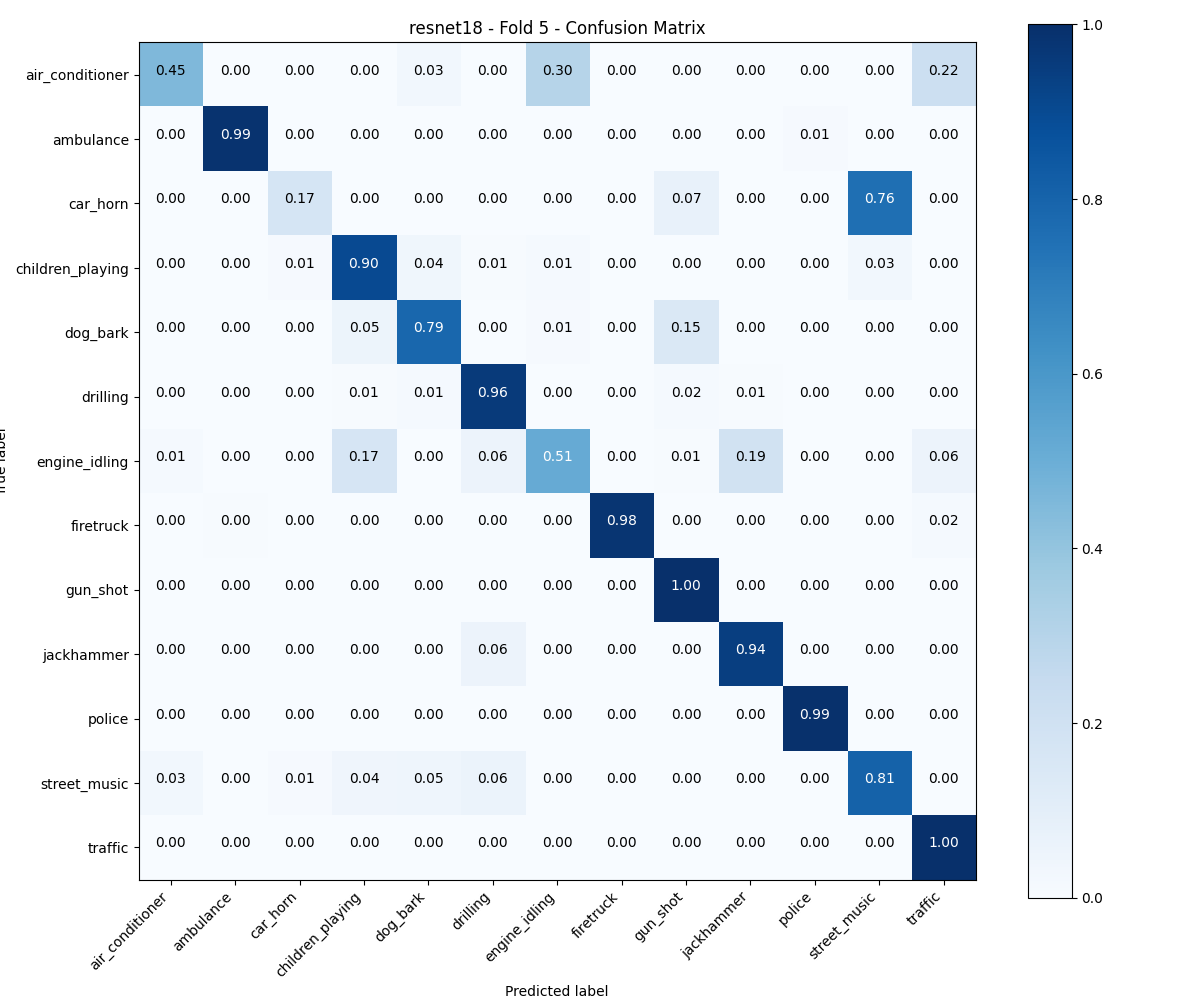 resnet18 - Fold 5 - Confusion Matrix
air_conditioner 0.45 0.00 0.00 0.00 0.03 0.00 0.30 0.00 0.00 0.00 0.00 0.00 0.22
ambulance 0.00 0.99 0.00 0.00 0.00 0.00 0.00 0.00 0.00 0.00 0.01 0.00 0.00
car_horn 0.00 0.00 0.17 0.00 0.00 0.00 0.00 0.00 0.07 0.00 0.00 0.76 0.00
children_playing 0.00 0.00 0.01 0.90 0.04 0.01 0.01 0.00 0.00 0.00 0.00 0.03 0.00
dog_bark 0.00 0.00 0.00 0.05 0.79 0.00 0.01 0.00 0.15 0.00 0.00 0.00 0.00
drilling 0.00 0.00 0.00 0.01 0.01 0.96 0.00 0.00 0.02 0.01 0.00 0.00 0.00
engine_idling 0.01 0.00 0.00 0.17 0.00 0.06 0.51 0.00 0.01 0.19 0.00 0.00 0.06
firetruck 0.00 0.00 0.00 0.00 0.00 0.00 0.00 0.98 0.00 0.00 0.00 0.00 0.02
gun_shot 0.00 0.00 0.00 0.00 0.00 0.00 0.00 0.00 1.00 0.00 0.00 0.00 0.00
jackhammer 0.00 0.00 0.00 0.00 0.00 0.06 0.00 0.00 0.00 0.94 0.00 0.00 0.00
police 0.00 0.00 0.00 0.00 0.00 0.00 0.00 0.00 0.00 0.00 0.99 0.00 0.00
street_music 0.03 0.00 0.01 0.04 0.05 0.06 0.00 0.00 0.00 0.00 0.00 0.81 0.00
traffic 0.00 0.00 0.00 0.00 0.00 0.00 0.00 0.00 0.00 0.00 0.00 0.00 1.00
air_conditioner ambulance car_horn children_playing dog_bark drilling engine_idling firetruck gun_shot jackhammer police street_music traffic
Predicted label
1.0
0.8
0.6
0.4
0.2
0.0